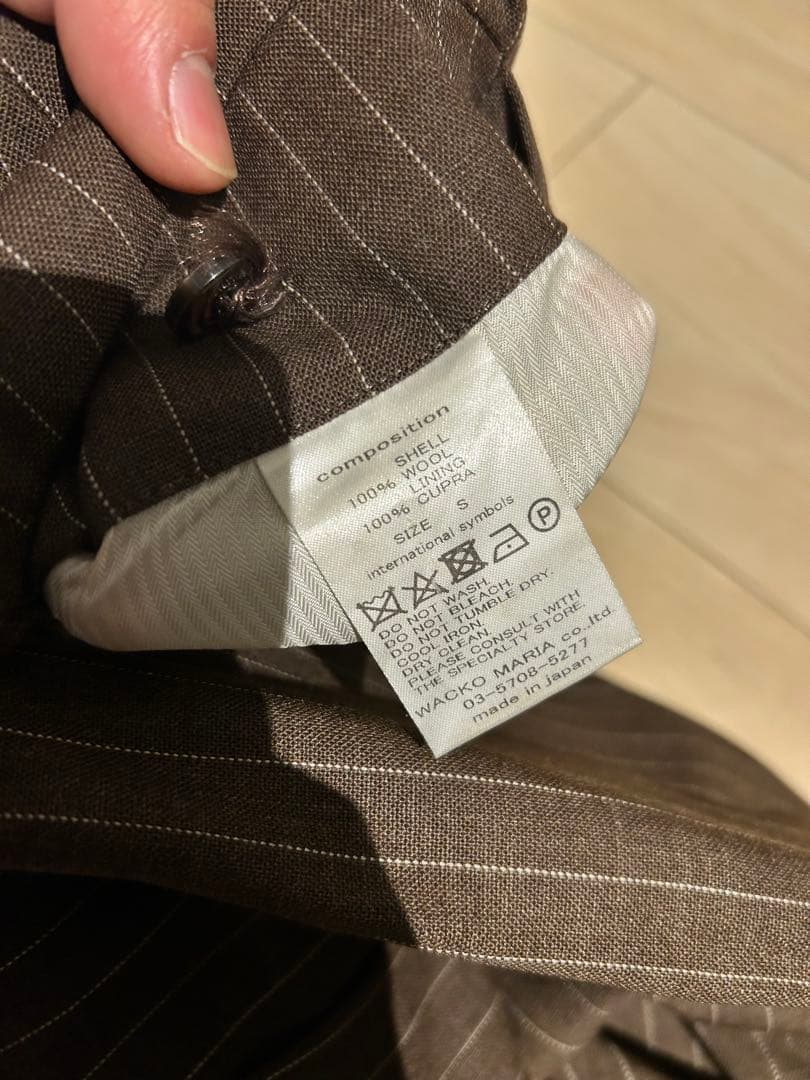 composition
SHELL
100% WOOL
LINING
100% CUPRA
SIZE S
international symbols
P
DO NOT WASH.
DO NOT BLEACH.
DO NOT TUMBLE DRY.
COOL IRON.
DRY CLEAN.
PLEASE CONSULT WITH
THE SPECIALTY STORE.
WACKO MARIA co.,ltd.
03-5708-5277
made in japan